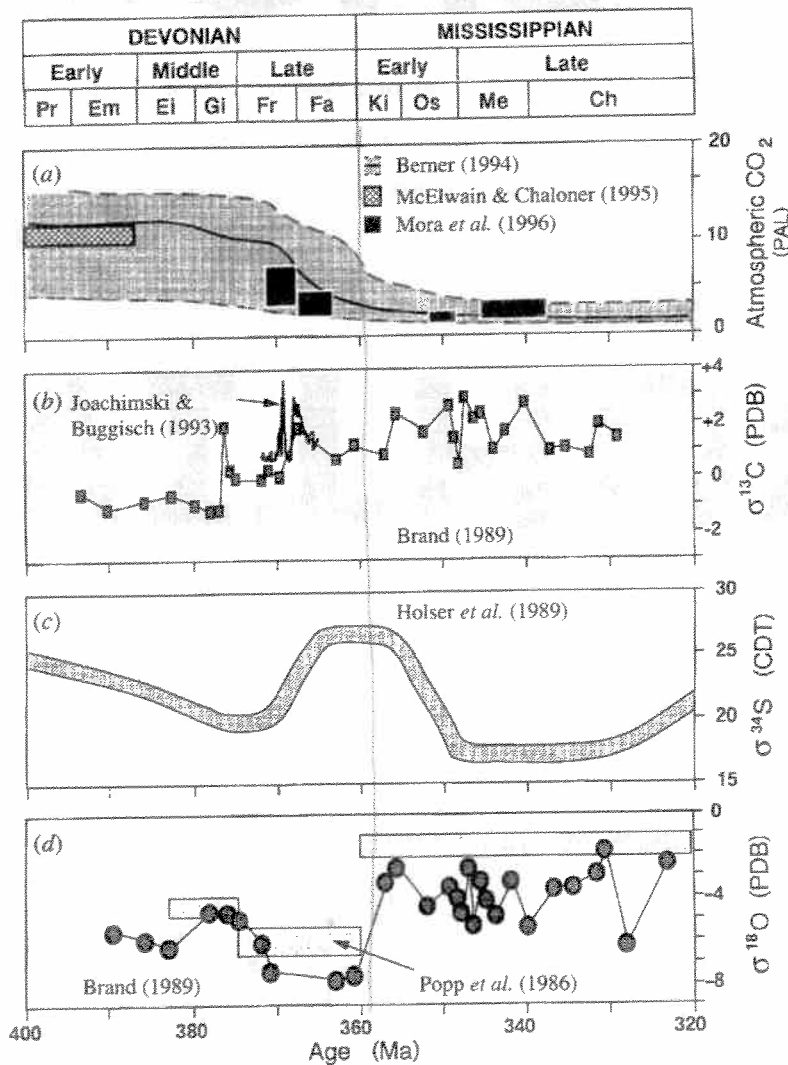 DEVONIAN MISSISSIPPIAN
Early Middle Late Early Late
Pr Em Ei Gi Fr Fa Ki Os Me Ch
(a)
Berner (1994)
McElwain & Chaloner (1995)
Mora et al. (1996)
20
10
0
Atmospheric CO2
(PAL)
(b) Joachimski &
Buggisch (1993)
Brand (1989)
+4
+2
0
-2
σ13C (PDB)
(c)
Holser et al. (1989)
30
25
20
15
σ34S (CDT)
(d)
Brand (1989)
Popp et al. (1986)
0
-4
-8
σ18O (PDB)
400 380 360 340 320
Age (Ma)